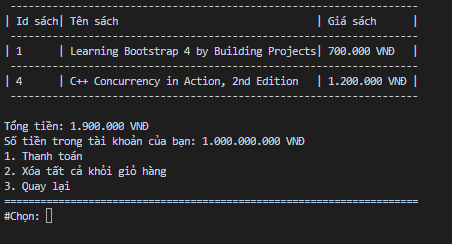 | Id sách| Tên sách | Giá sách |
| 1 | Learning Bootstrap 4 by Building Projects| 700.000 VNĐ |
| 4 | C++ Concurrency in Action, 2nd Edition | 1.200.000 VNĐ |
Tổng tiền: 1.900.000 VNĐ
Số tiền trong tài khoản của bạn: 1.000.000.000 VNĐ
1. Thanh toán
2. Xóa tất cả khỏi giỏ hàng
3. Quay lại
#Chọn: